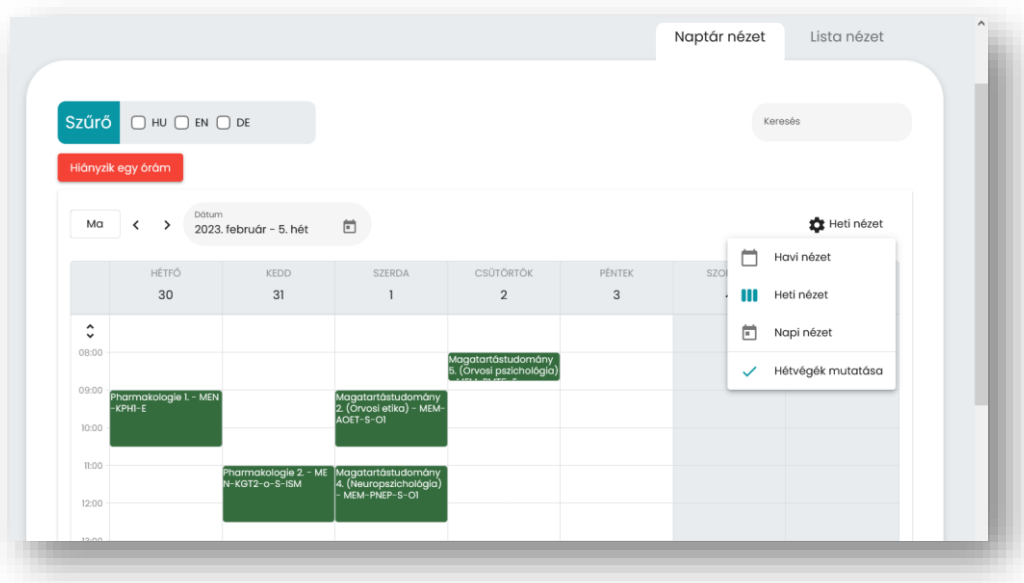 Naptár nézet Lista nézet
Szűrő HU EN DE
Keresés
Hiányzik egy órám
Ma
Dátum
2023. február - 5. hét
Heti nézet
Havi nézet
Heti nézet
Napi nézet
Hétvégék mutatása
HÉTFŐ KEDD SZERDA CSÜTÖRTÖK PÉNTEK
30 31 1 2 3
08:00
Magatartástudomány
5. (Orvosi pszichológia)
09:00
Pharmakologie 1. - MEN
-KPH1-E
Magatartástudomány
2. (Orvosi etika) - MEM-
AOET-S-O1
10:00
11:00
Pharmakologie 2. - ME
N-KGT2-o-S-ISM
Magatartástudomány
4. (Neuropszichológia)
- MEM-PNEP-S-O1
12:00
13:00